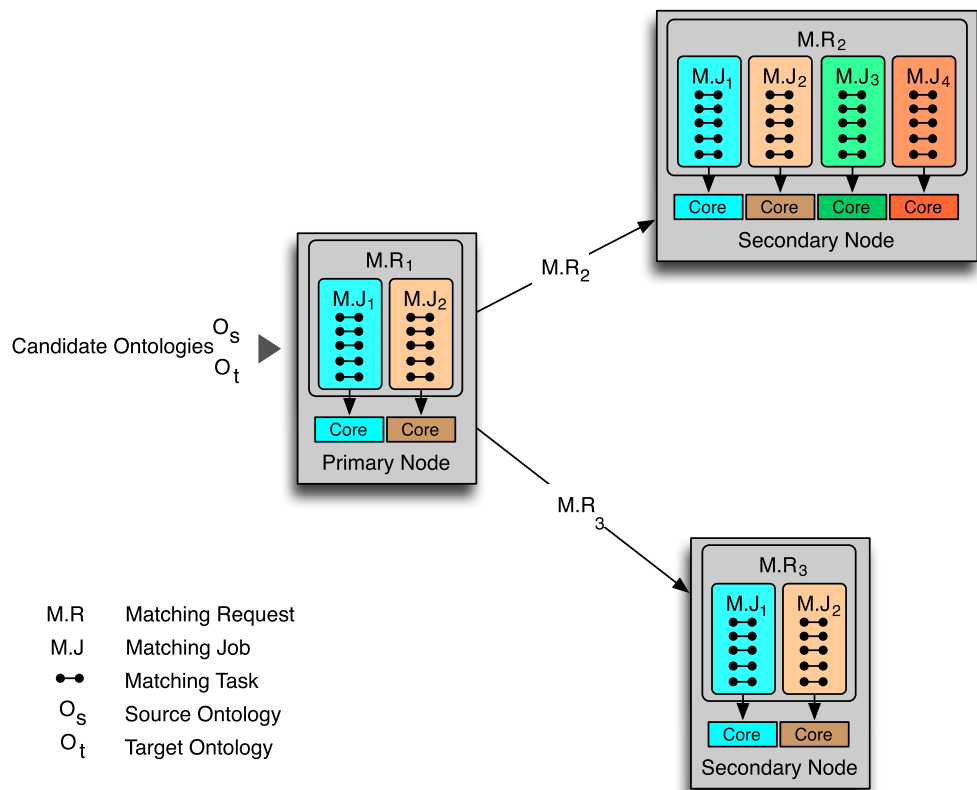 M.R₂
M.J₁ M.J₂ M.J₃ M.J₄
Core Core Core Core
Secondary Node
M.R₂
M.R₁
M.J₁ M.J₂
Candidate Ontologies Oₛ
Oₜ
Core Core
Primary Node
M.R₃
M.R₃
M.J₁ M.J₂
Core Core
Secondary Node
M.R Matching Request
M.J Matching Job
Matching Task
Oₛ Source Ontology
Oₜ Target Ontology